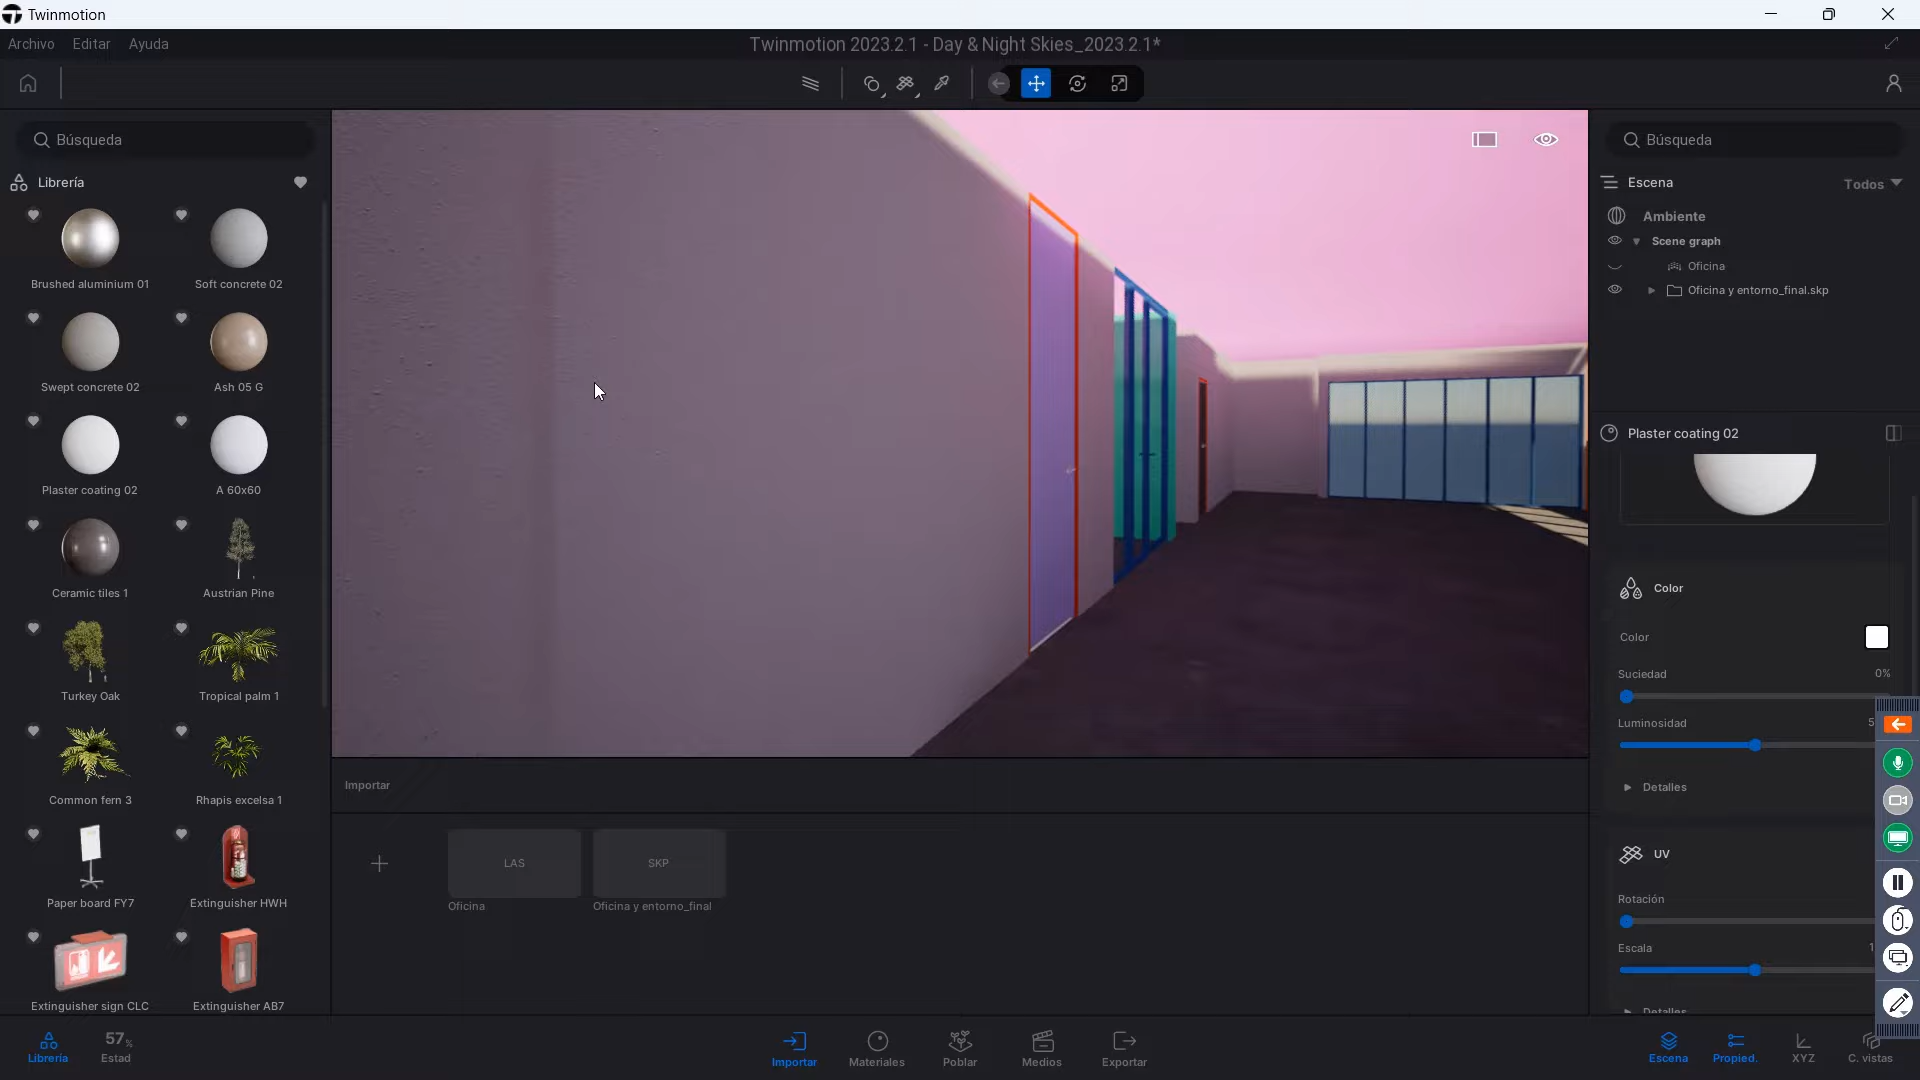 Twinmotion
Archivo Editar Ayuda
Twinmotion 2023.2.1 - Day & Night Skies_2023.2.1*
Búsqueda
Librería
Brushed aluminium 01
Soft concrete 02
Swept concrete 02
Ash 05 G
Plaster coating 02
A 60x60
Ceramic tiles 1
Austrian Pine
Turkey Oak
Tropical palm 1
Common fern 3
Rhapis excelsa 1
Paper board FY7
Extinguisher HWH
Extinguisher sign CLC
Extinguisher AB7
Importar
LAS
SKP
Oficina
Oficina y entorno_final
Búsqueda
Escena
Todos
Ambiente
Scene graph
Oficina
Oficina y entorno_final.skp
Plaster coating 02
Color
Color
Suciedad 0%
Luminosidad 5
Detalles
UV
Rotación
Escala 1
Detalles
Librería
57%
Estad
Importar
Materiales
Poblar
Medios
Exportar
Escena
Propied.
XYZ
C. vistas